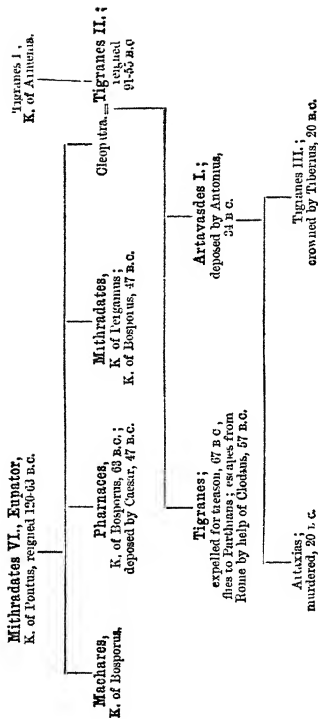 Mithradates VI., Eupator,
K. of Pontus, reigned 120-63 B.C.
Tigranes I.,
K. of Armenia.
Machares,
K. of Bosporus.
Pharnaces,
K. of Bosporus, 63 B.C.;
deposed by Caesar, 47 B.C.
Mithradates,
K of Pergamus;
K. of Bosporus, 47 B.C.
Cleopatra = Tigranes II.;
reigned
91-55 B.C
Tigranes;
expelled for treason, 67 B C,
flies to Parthians; escapes from
Rome by help of Clodius, 57 B.C.
Artavasdes I.;
deposed by Antonius,
34 B C.
Artaxias;
murdered, 20 B.C.
Tigranes III.;
crowned by Tiberius, 20 B.C.